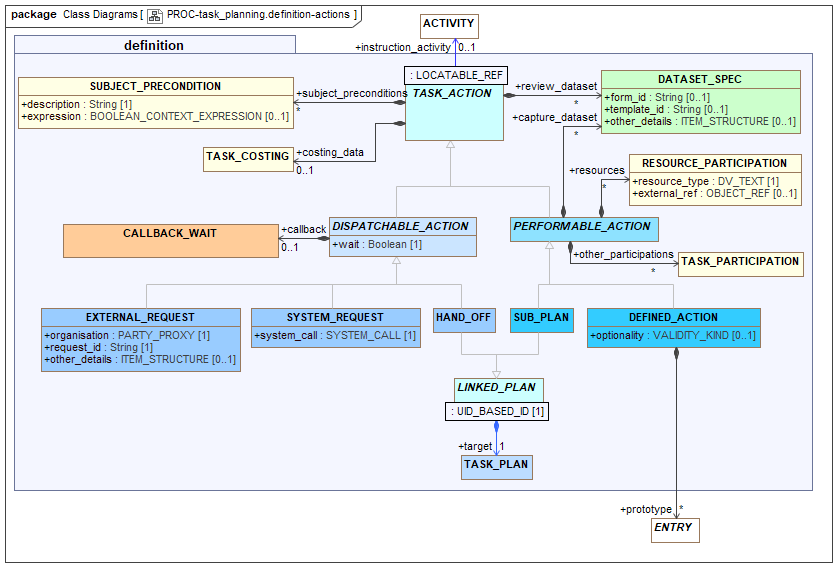 package Class Diagrams [ PROC-task_planning.definition-actions ]
ACTIVITY
definition
+instruction_activity 0..1
: LOCATABLE_REF
SUBJECT_PRECONDITION
+description : String [1]
+expression : BOOLEAN_CONTEXT_EXPRESSION [0..1]
+subject_preconditions
*
TASK_ACTION
+review_dataset
*
DATASET_SPEC
+form_id : String [0..1]
+template_id : String [0..1]
+other_details : ITEM_STRUCTURE [0..1]
+capture_dataset
*
TASK_COSTING
+costing_data
0..1
+resources
*
RESOURCE_PARTICIPATION
+resource_type : DV_TEXT [1]
+external_ref : OBJECT_REF [0..1]
CALLBACK_WAIT
+callback
0..1
DISPATCHABLE_ACTION
+wait : Boolean [1]
PERFORMABLE_ACTION
+other_participations
*
TASK_PARTICIPATION
EXTERNAL_REQUEST
+organisation : PARTY_PROXY [1]
+request_id : String [1]
+other_details : ITEM_STRUCTURE [0..1]
SYSTEM_REQUEST
+system_call : SYSTEM_CALL [1]
HAND_OFF
SUB_PLAN
DEFINED_ACTION
+optionality : VALIDITY_KIND [0..1]
LINKED_PLAN
: UID_BASED_ID [1]
+target 1
TASK_PLAN
+prototype *
ENTRY